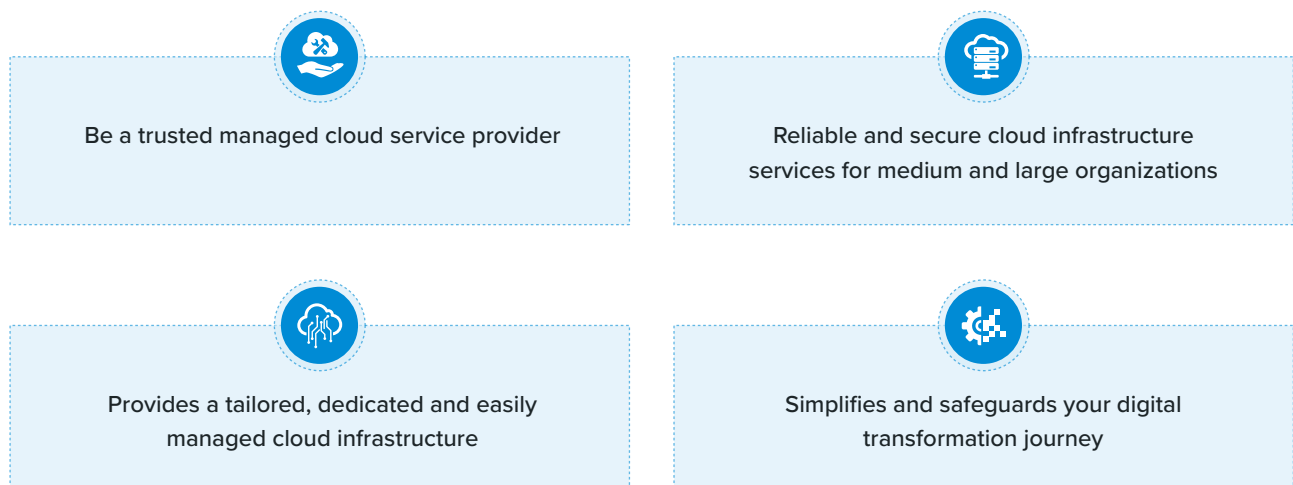 Be a trusted managed cloud service provider
Reliable and secure cloud infrastructure
services for medium and large organizations
Provides a tailored, dedicated and easily
managed cloud infrastructure
Simplifies and safeguards your digital
transformation journey